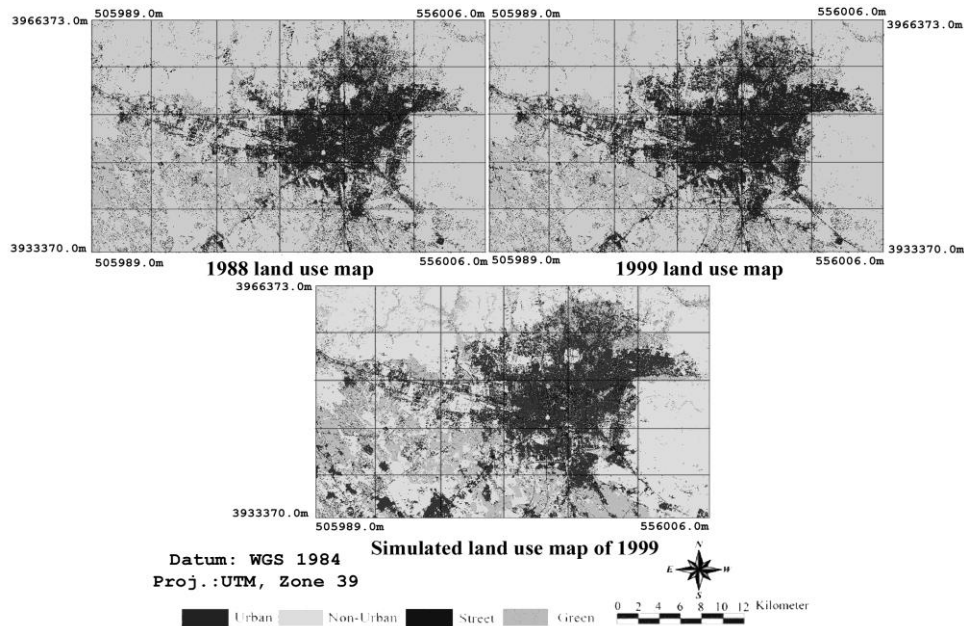 505989.0m 556006.0m 505989.0m 556006.0m
3966373.0m 3966373.0m
3933370.0m 3933370.0m
505989.0m 556006.0m 505989.0m 556006.0m
1988 land use map 1999 land use map
3966373.0m
3933370.0m
505989.0m 556006.0m
Simulated land use map of 1999
Datum: WGS 1984
Proj.:UTM, Zone 39
N
E W
S
Urban Non-Urban Street Green
0 2 4 6 8 10 12 Kilometer